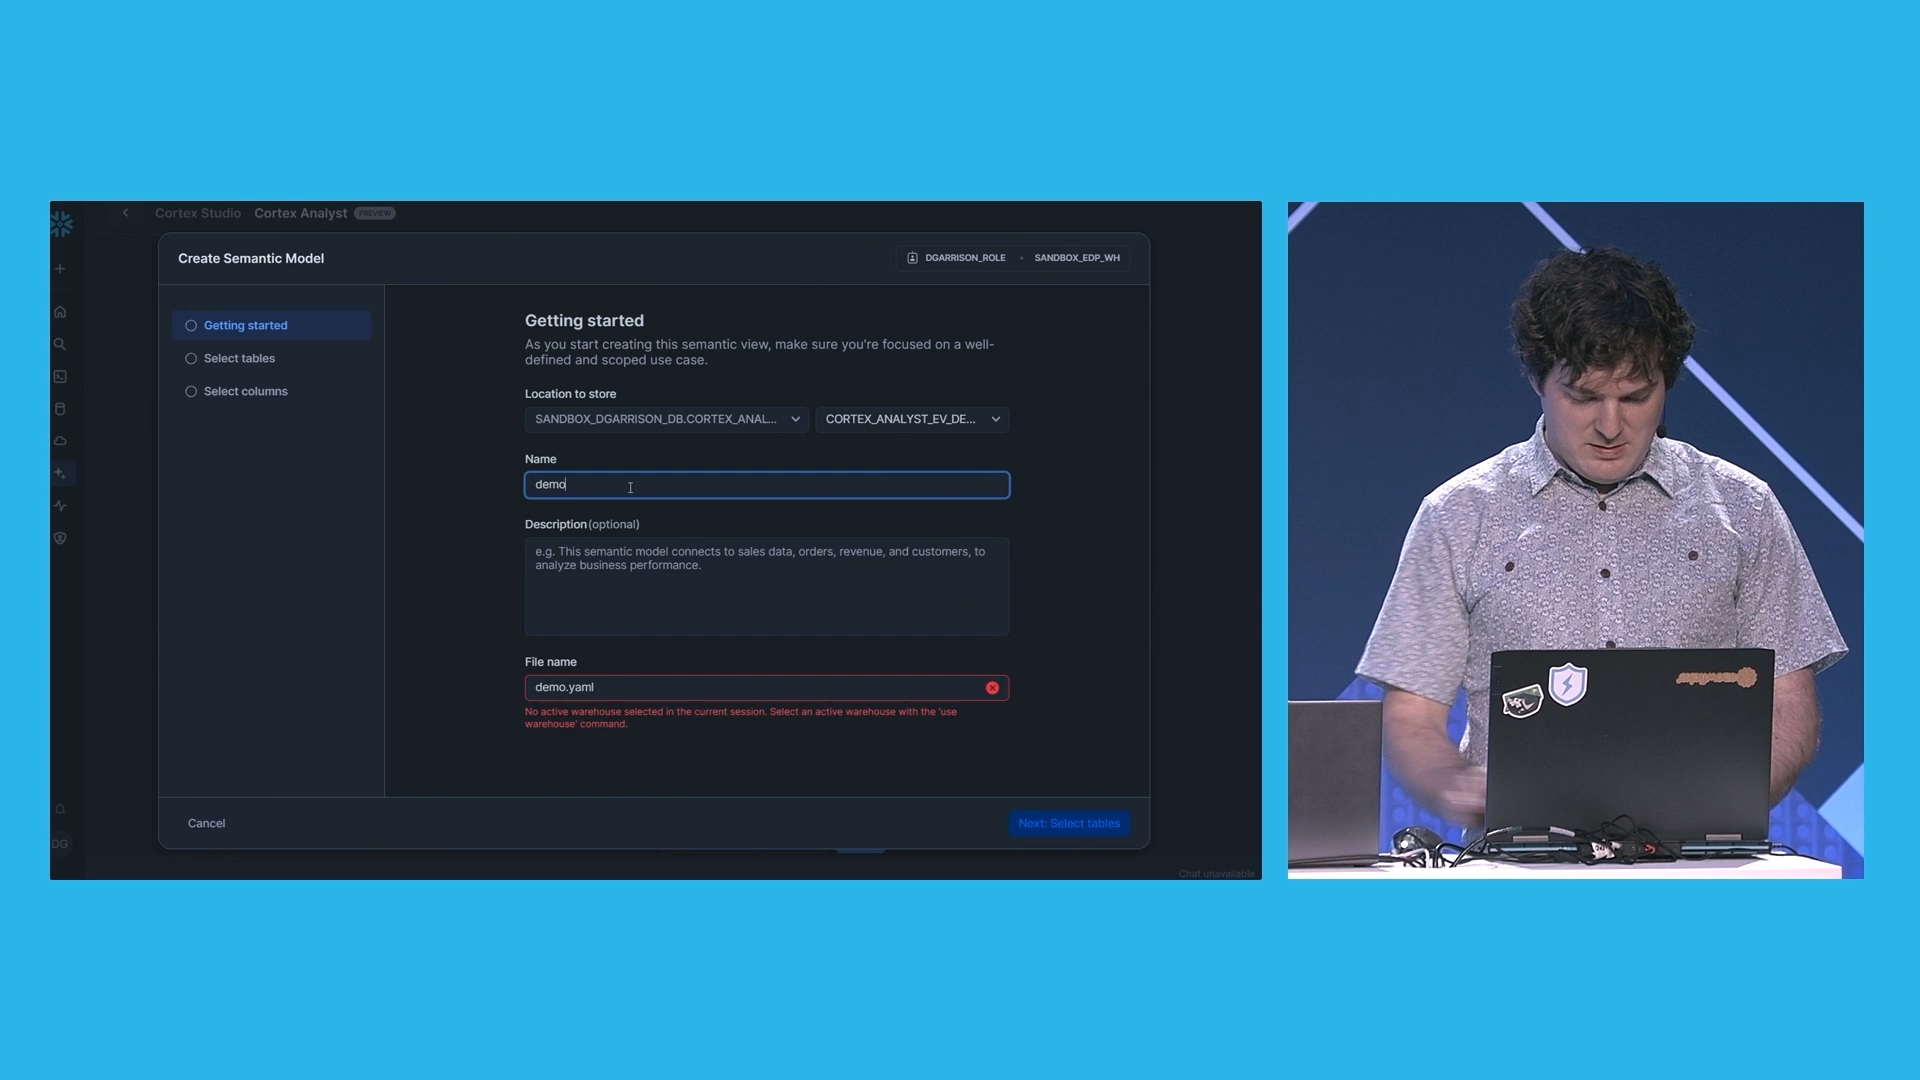 Cortex Studio Cortex Analyst PREVIEW
Create Semantic Model
DGARRISON_ROLE SANDBOX_EDP_WH
Getting started
Select tables
Select columns
Getting started
As you start creating this semantic view, make sure you're focused on a well-
defined and scoped use case.
Location to store
SANDBOX_DGARRISON_DB.CORTEX_ANAL... CORTEX_ANALYST_EV_DE...
Name
demo
Description (optional)
e.g. This semantic model connects to sales data, orders, revenue, and customers, to
analyze business performance.
File name
demo.yaml
No active warehouse selected in the current session. Select an active warehouse with the 'use
warehouse' command.
Cancel
Next: Select tables
DG
Chat unavailable